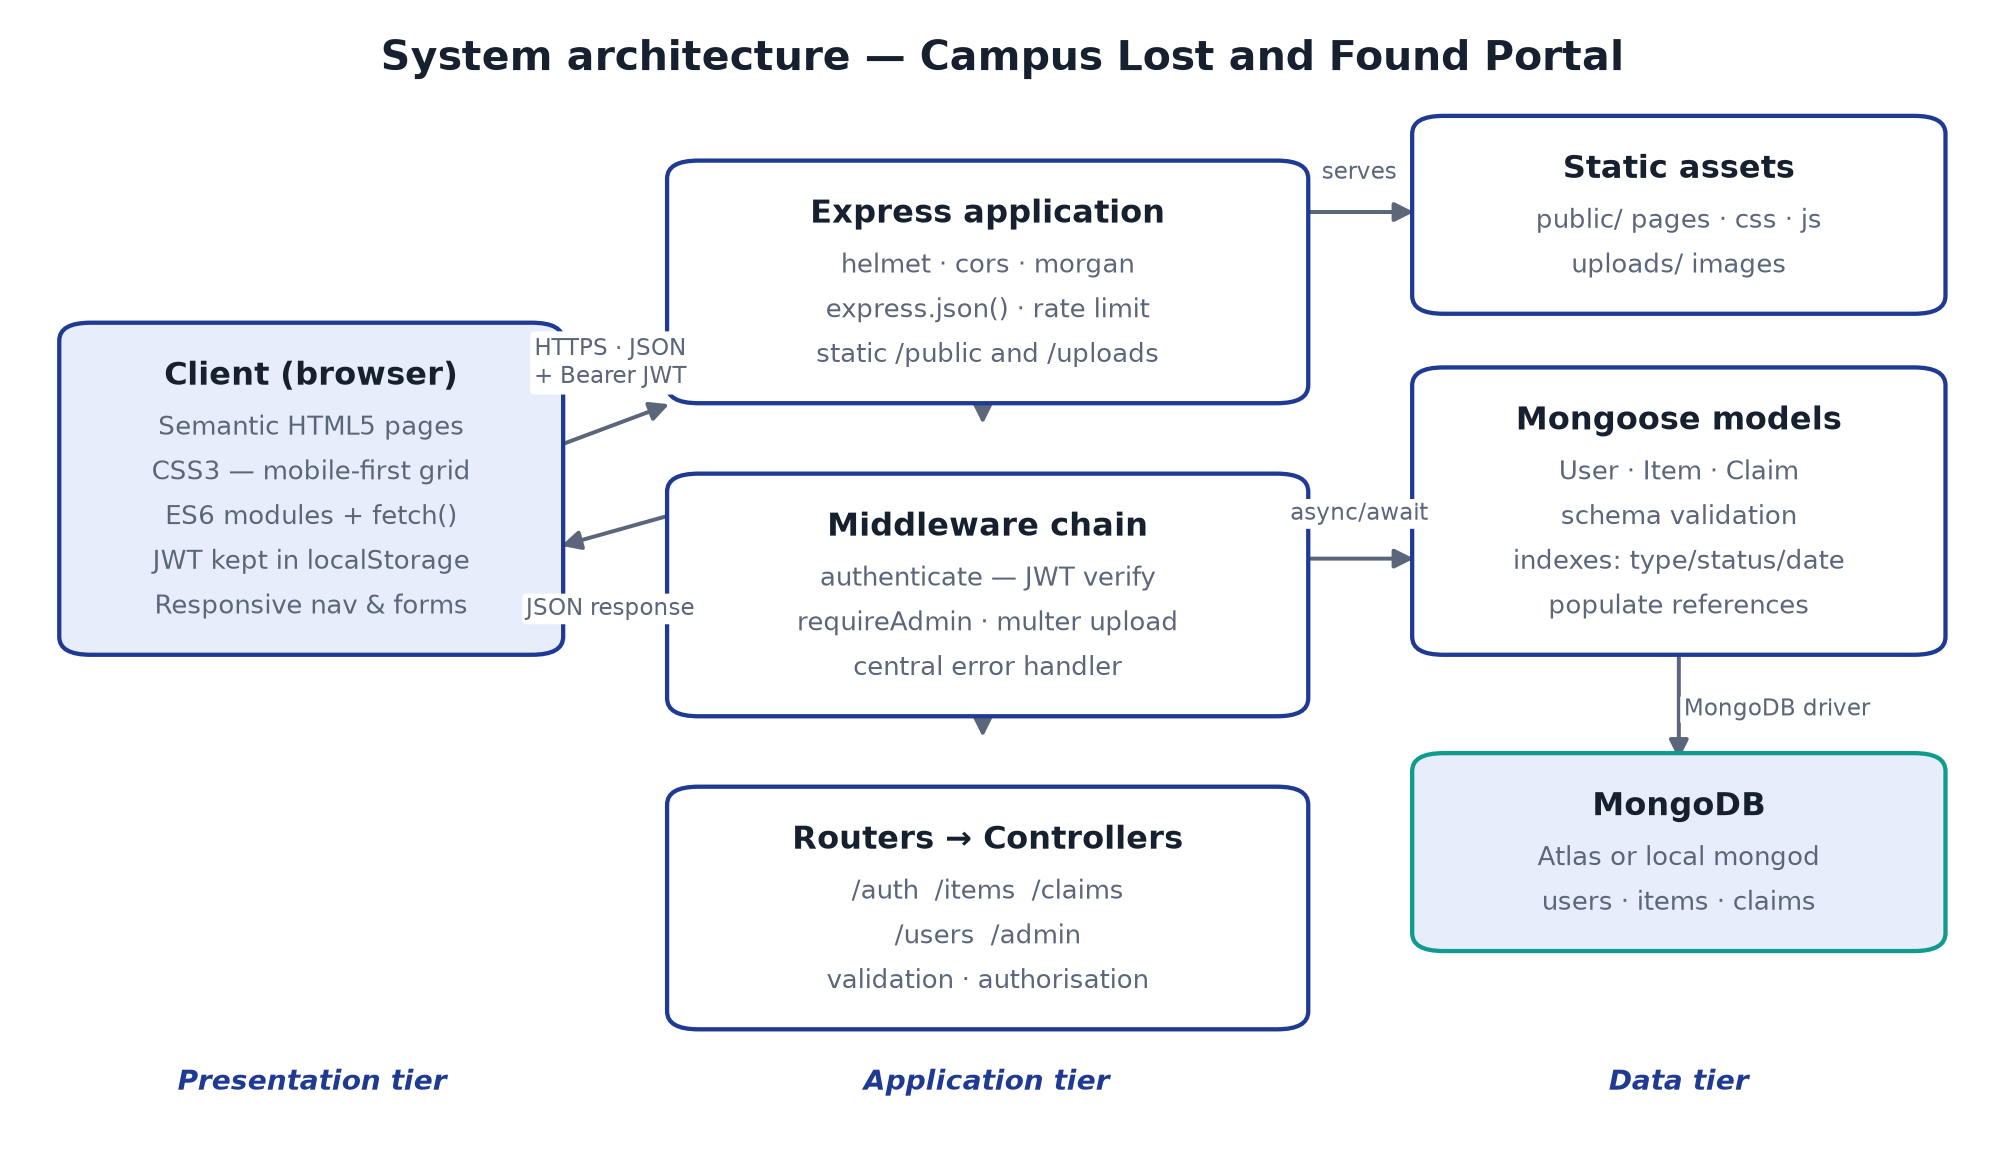 System architecture — Campus Lost and Found Portal
Client (browser)
Semantic HTML5 pages
CSS3 — mobile-first grid
ES6 modules + fetch()
JWT kept in localStorage
Responsive nav & forms
HTTPS · JSON
+ Bearer JWT
JSON response
Express application
helmet · cors · morgan
express.json() · rate limit
static /public and /uploads
Middleware chain
authenticate — JWT verify
requireAdmin · multer upload
central error handler
Routers → Controllers
/auth  /items  /claims
/users  /admin
validation · authorisation
serves
async/await
Static assets
public/ pages · css · js
uploads/ images
Mongoose models
User · Item · Claim
schema validation
indexes: type/status/date
populate references
MongoDB driver
MongoDB
Atlas or local mongod
users · items · claims
Presentation tier
Application tier
Data tier